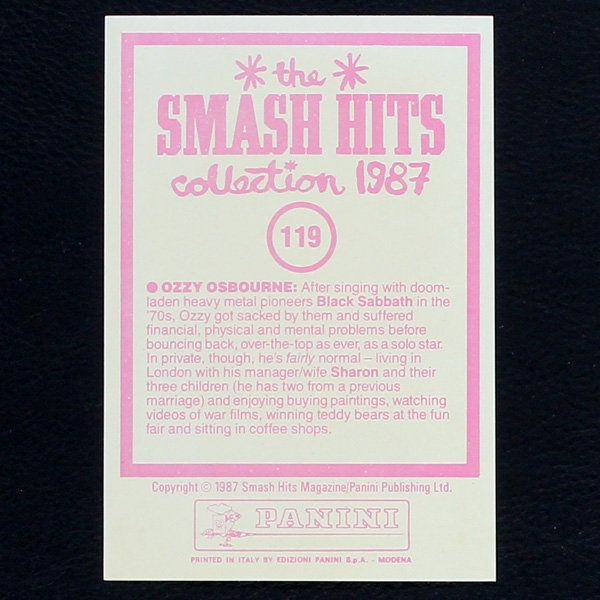 the
SMASH HITS
collection 1987
119
● OZZY OSBOURNE: After singing with doom-
laden heavy metal pioneers Black Sabbath in the
'70s, Ozzy got sacked by them and suffered
financial, physical and mental problems before
bouncing back, over-the-top as ever, as a solo star.
In private, though, he's fairly normal – living in
London with his manager/wife Sharon and their
three children (he has two from a previous
marriage) and enjoying buying paintings, watching
videos of war films, winning teddy bears at the fun
fair and sitting in coffee shops.
Copyright © 1987 Smash Hits Magazine/Panini Publishing Ltd.
PANINI
PRINTED IN ITALY BY EDIZIONI PANINI S.p.A. - MODENA